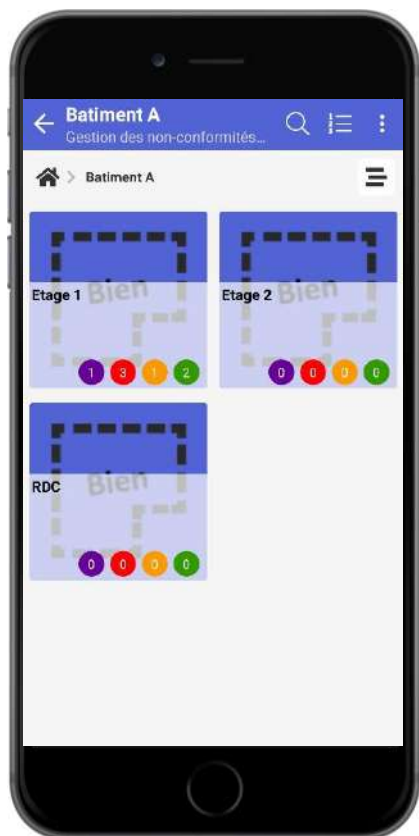 Batiment A
Gestion des non-conformités...
> Batiment A
Bien
Etage 1
1 3 1 2
Bien
Etage 2
0 0 0 0
Bien
RDC
0 0 0 0